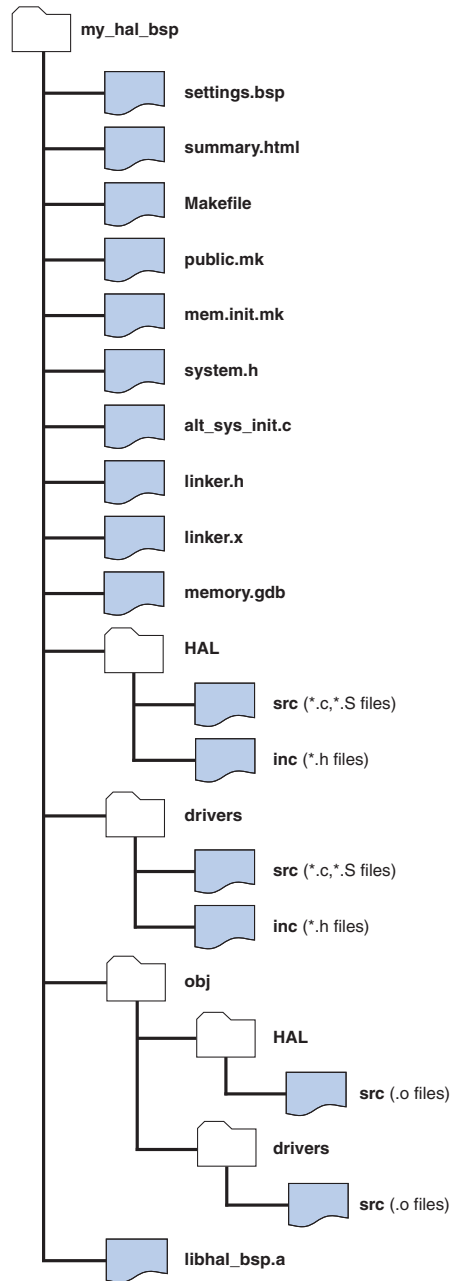 my_hal_bsp
settings.bsp
summary.html
Makefile
public.mk
mem.init.mk
system.h
alt_sys_init.c
linker.h
linker.x
memory.gdb
HAL
src (*.c,*.S files)
inc (*.h files)
drivers
src (*.c,*.S files)
inc (*.h files)
obj
HAL
src (.o files)
drivers
src (.o files)
libhal_bsp.a